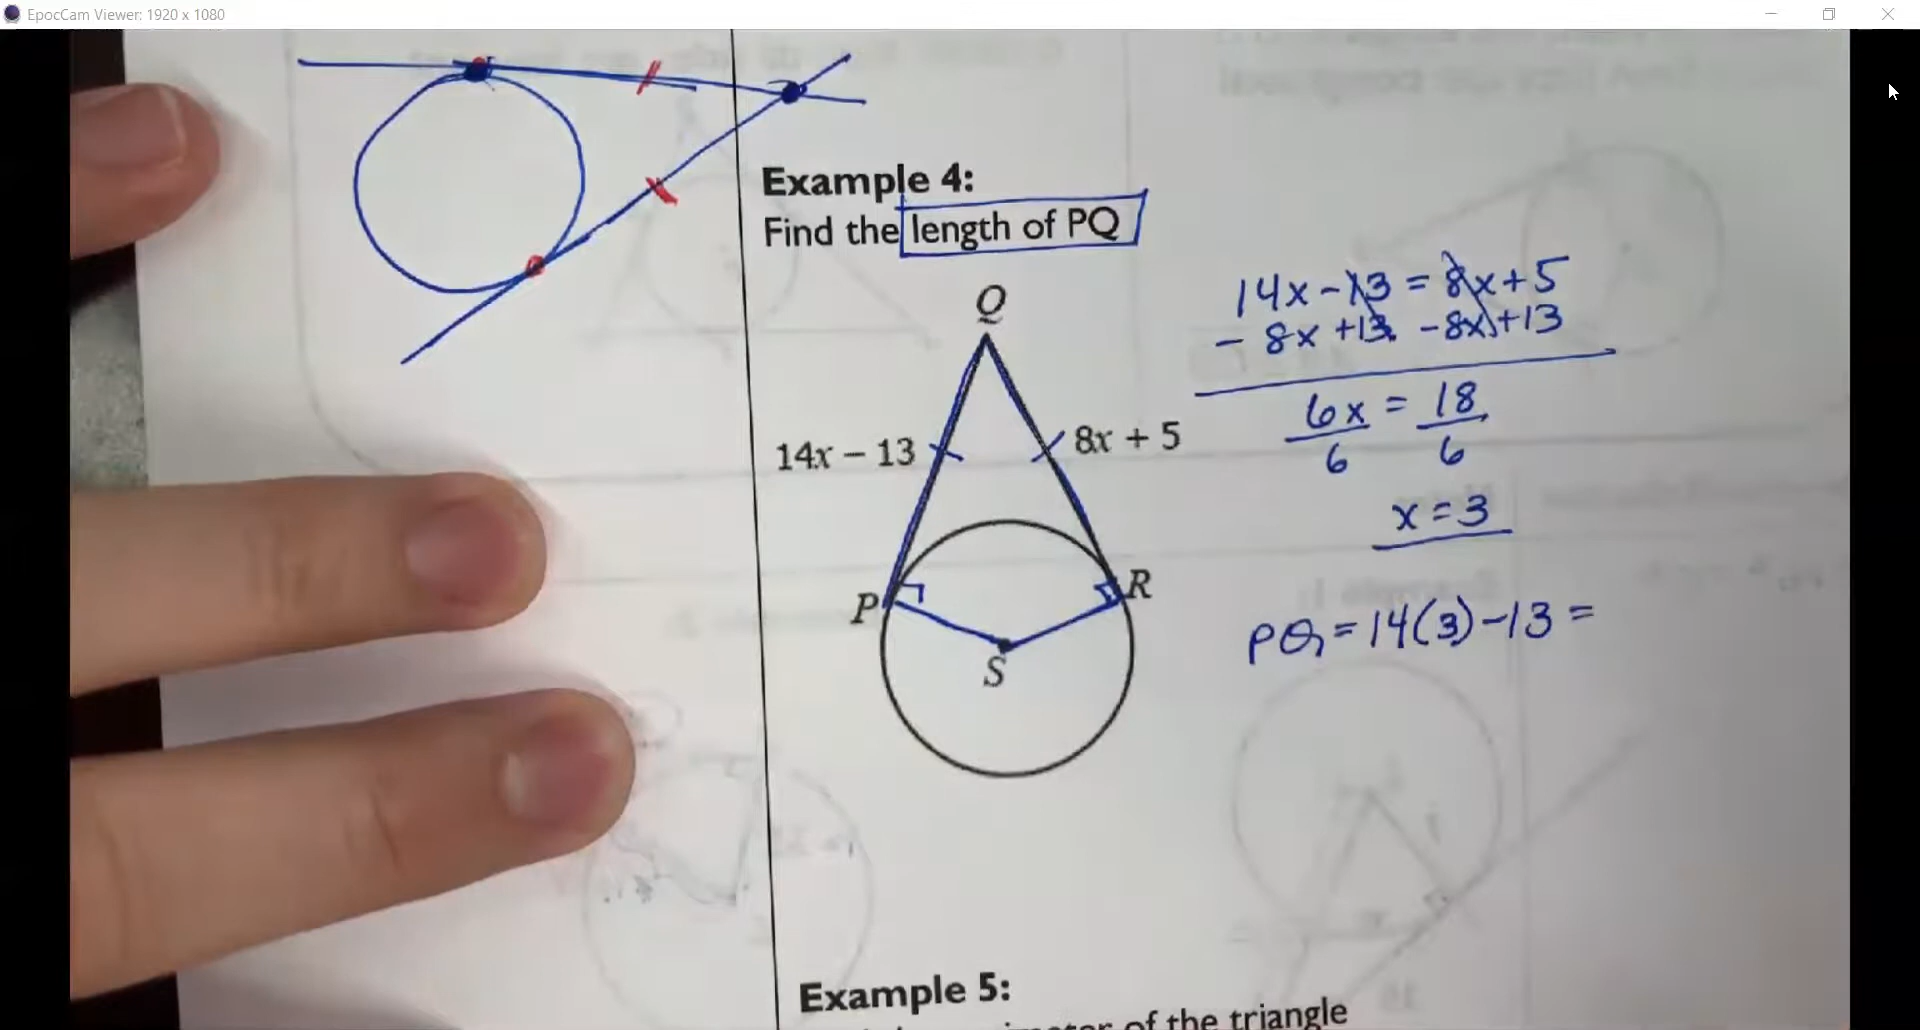 EpocCam Viewer: 1920 x 1080
Example 4:
Find the length of PQ
Q
14x – 13
8x + 5
P
R
S
14x - 13 = 8x + 5
- 8x + 13 - 8x + 13
6x = 18
6 6
x = 3
PQ = 14(3) - 13 =
Example 5:
of the triangle